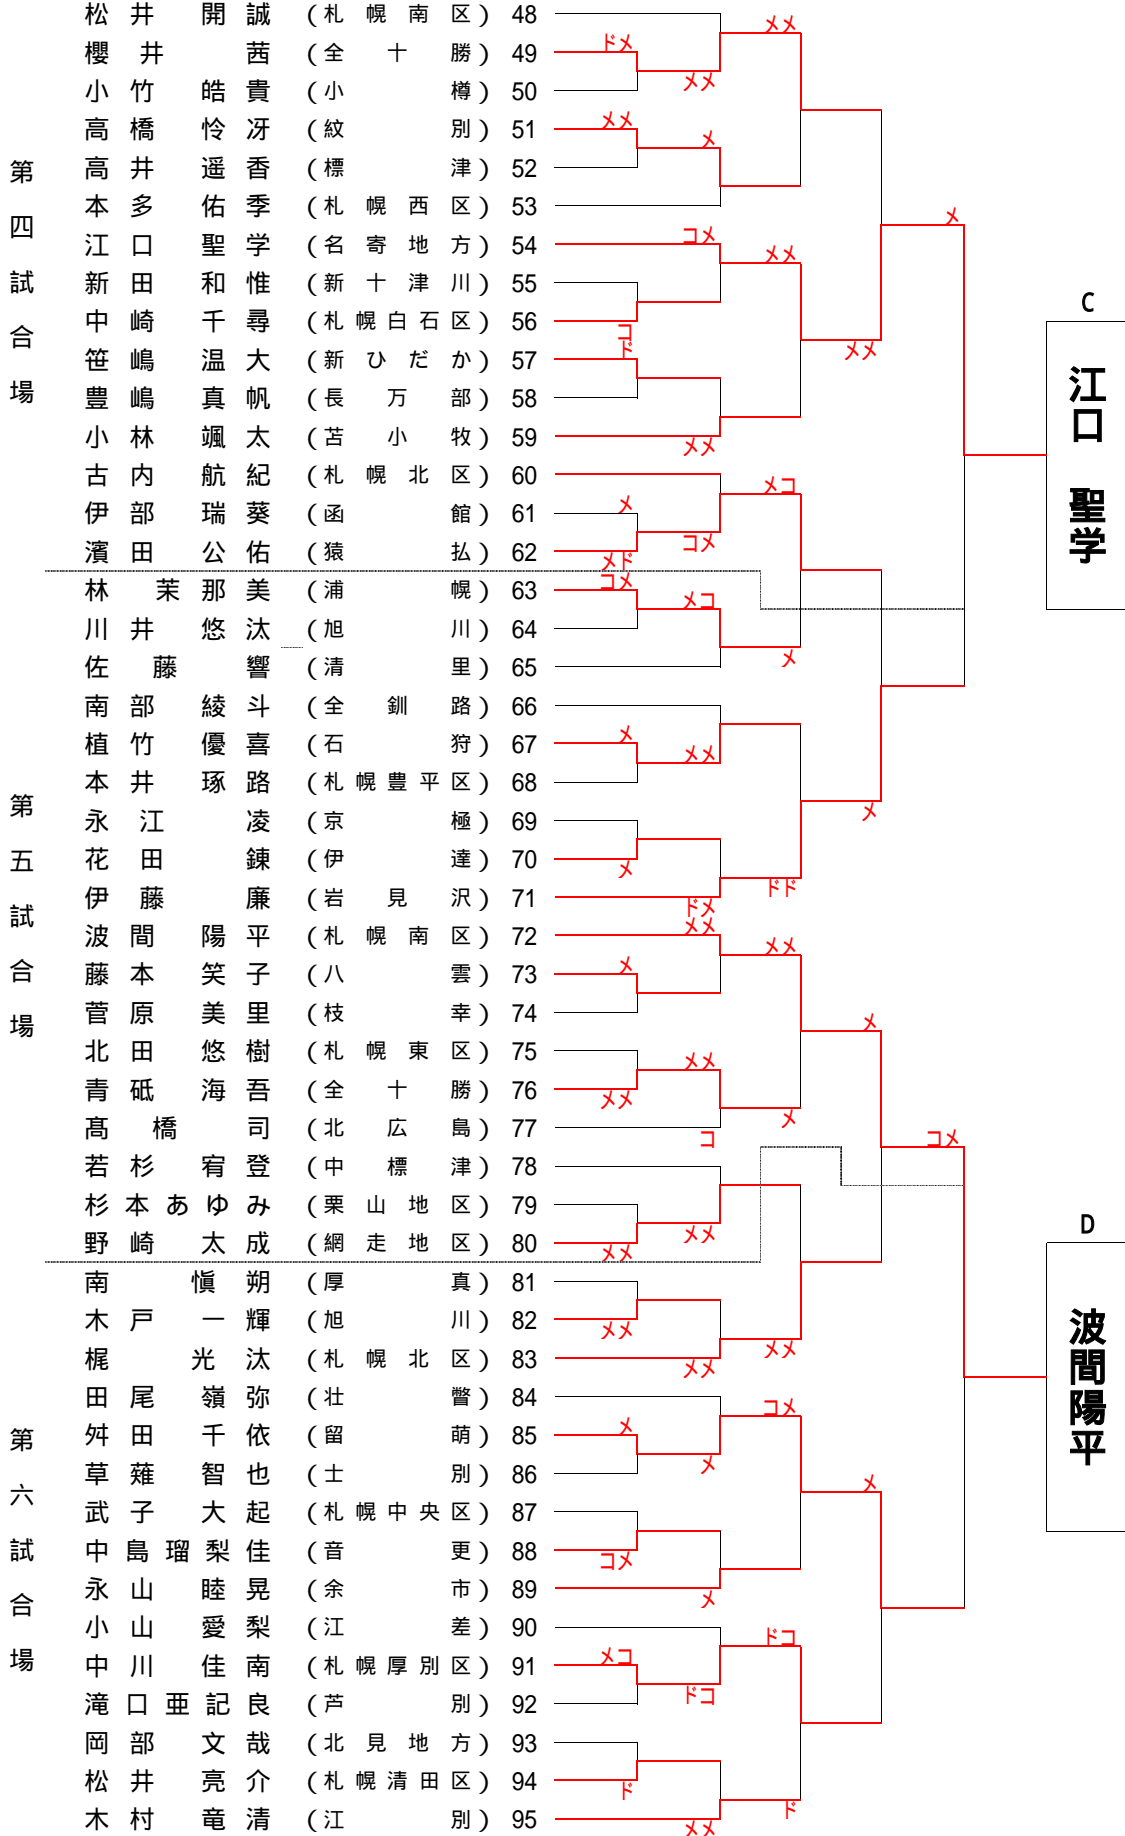 松井 開誠 (札幌南区) 48
櫻井 茜 (全十勝) 49
小竹 皓貴 (小樽) 50
高橋 怜冴 (紋別) 51
高井 遥香 (標津) 52
本多 佑季 (札幌西区) 53
江口 聖学 (名寄地方) 54
新田 和惟 (新十津川) 55
中崎 千尋 (札幌白石区) 56
笹嶋 温大 (新ひだか) 57
豊嶋 真帆 (長万部) 58
小林 颯太 (苫小牧) 59
古内 航紀 (札幌北区) 60
伊部 瑞葵 (函館) 61
濱田 公佑 (猿払) 62
第四試合場
林 茉那美 (浦幌) 63
川井 悠汰 (旭川) 64
佐藤 響 (清里) 65
南部 綾斗 (全釧路) 66
植竹 優喜 (石狩) 67
本井 琢路 (札幌豊平区) 68
永江 凌 (京極) 69
花田 錬 (伊達) 70
伊藤 廉 (岩見沢) 71
波間 陽平 (札幌南区) 72
藤本 笑子 (八雲) 73
菅原 美里 (枝幸) 74
北田 悠樹 (札幌東区) 75
青砥 海吾 (全十勝) 76
髙橋 司 (北広島) 77
若杉 宥登 (中標津) 78
杉本あゆみ (栗山地区) 79
野崎 太成 (網走地区) 80
第五試合場
南 愼朔 (厚真) 81
木戸 一輝 (旭川) 82
梶 光汰 (札幌北区) 83
田尾 嶺弥 (壮瞥) 84
舛田 千依 (留萌) 85
草薙 智也 (士別) 86
武子 大起 (札幌中央区) 87
中島瑠梨佳 (音更) 88
永山 睦晃 (余市) 89
小山 愛梨 (江差) 90
中川 佳南 (札幌厚別区) 91
滝口亜記良 (芦別) 92
岡部 文哉 (北見地方) 93
松井 亮介 (札幌清田区) 94
木村 竜清 (江別) 95
第六試合場
ドメ
メメ
メ
コ
ド
メ
メド
コメ
メ
メ
メ
メメ
メメ
メメ
メ
コメ
メコ
ド
メメ
メ
コメ
メメ
コメ
メコ
メメ
ドメ
メメ
メメ
コ
メメ
メメ
メ
メ
ドコ
メメ
メメ
メメ
メコ
メ
ドド
メメ
メ
メメ
コメ
ドコ
ド
メメ
メ
メ
メ
メ
コメ
C
江口 聖学
D
波間陽平